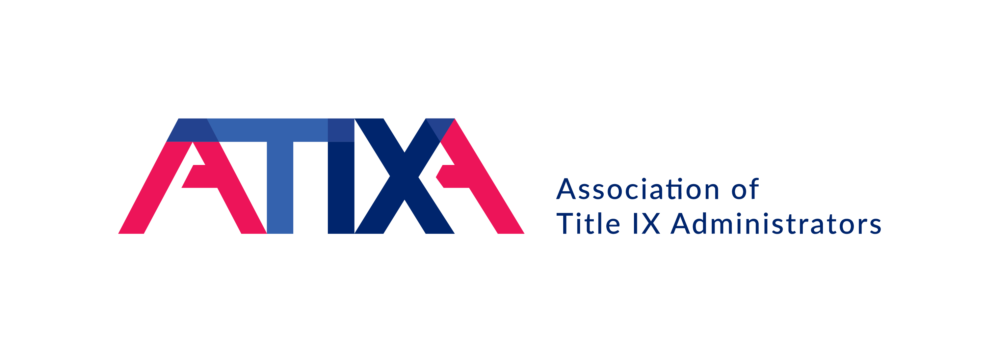 ATIXA
Association of
Title IX Administrators